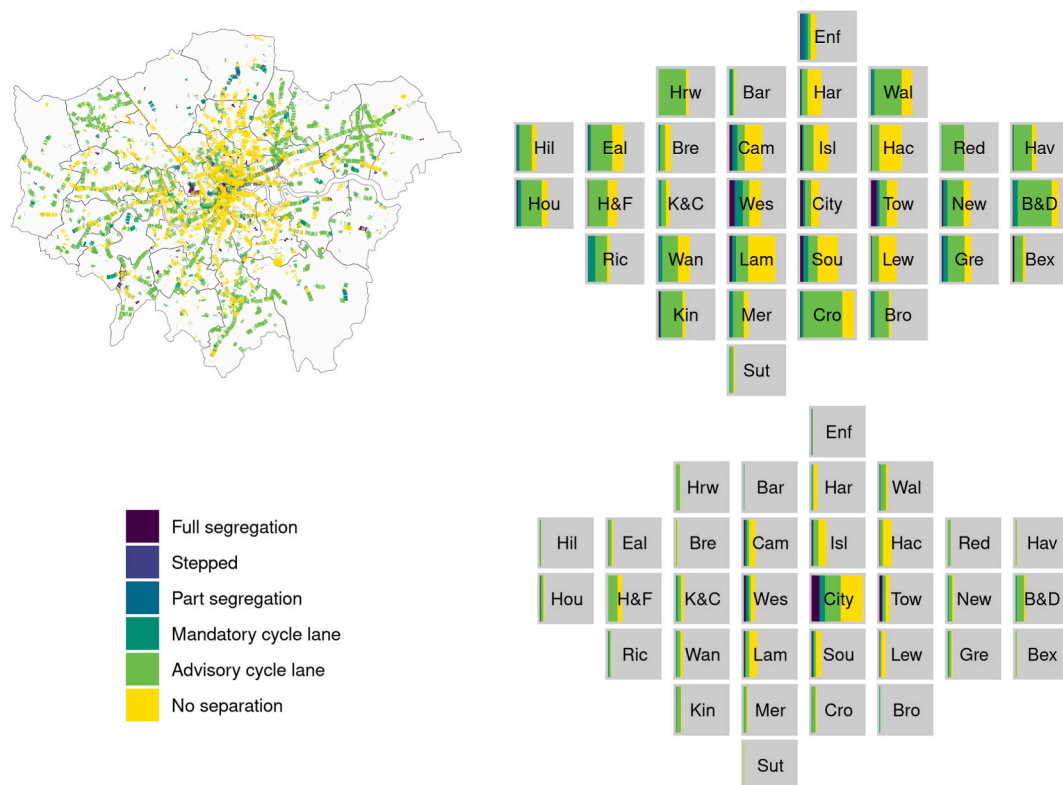 Enf
Hrw Bar Har Wal
Hil Eal Bre Cam Isl Hac Red Hav
Hou H&F K&C Wes City Tow New B&D
Ric Wan Lam Sou Lew Gre Bex
Kin Mer Cro Bro
Sut
Enf
Hrw Bar Har Wal
Hil Eal Bre Cam Isl Hac Red Hav
Hou H&F K&C Wes City Tow New B&D
Ric Wan Lam Sou Lew Gre Bex
Kin Mer Cro Bro
Sut
Full segregation
Stepped
Part segregation
Mandatory cycle lane
Advisory cycle lane
No separation